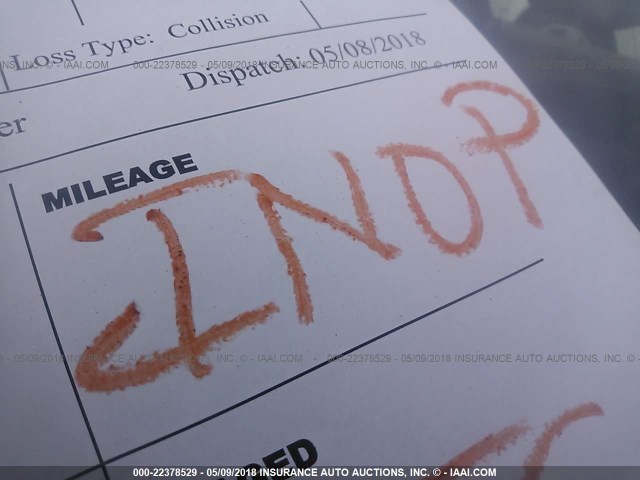 Loss Type: Collision
Dispatch: 05/08/2018
er
MILEAGE
INOP
000-22378529 - 05/09/2018 INSURANCE AUTO AUCTIONS, INC. © - IAAI.COM